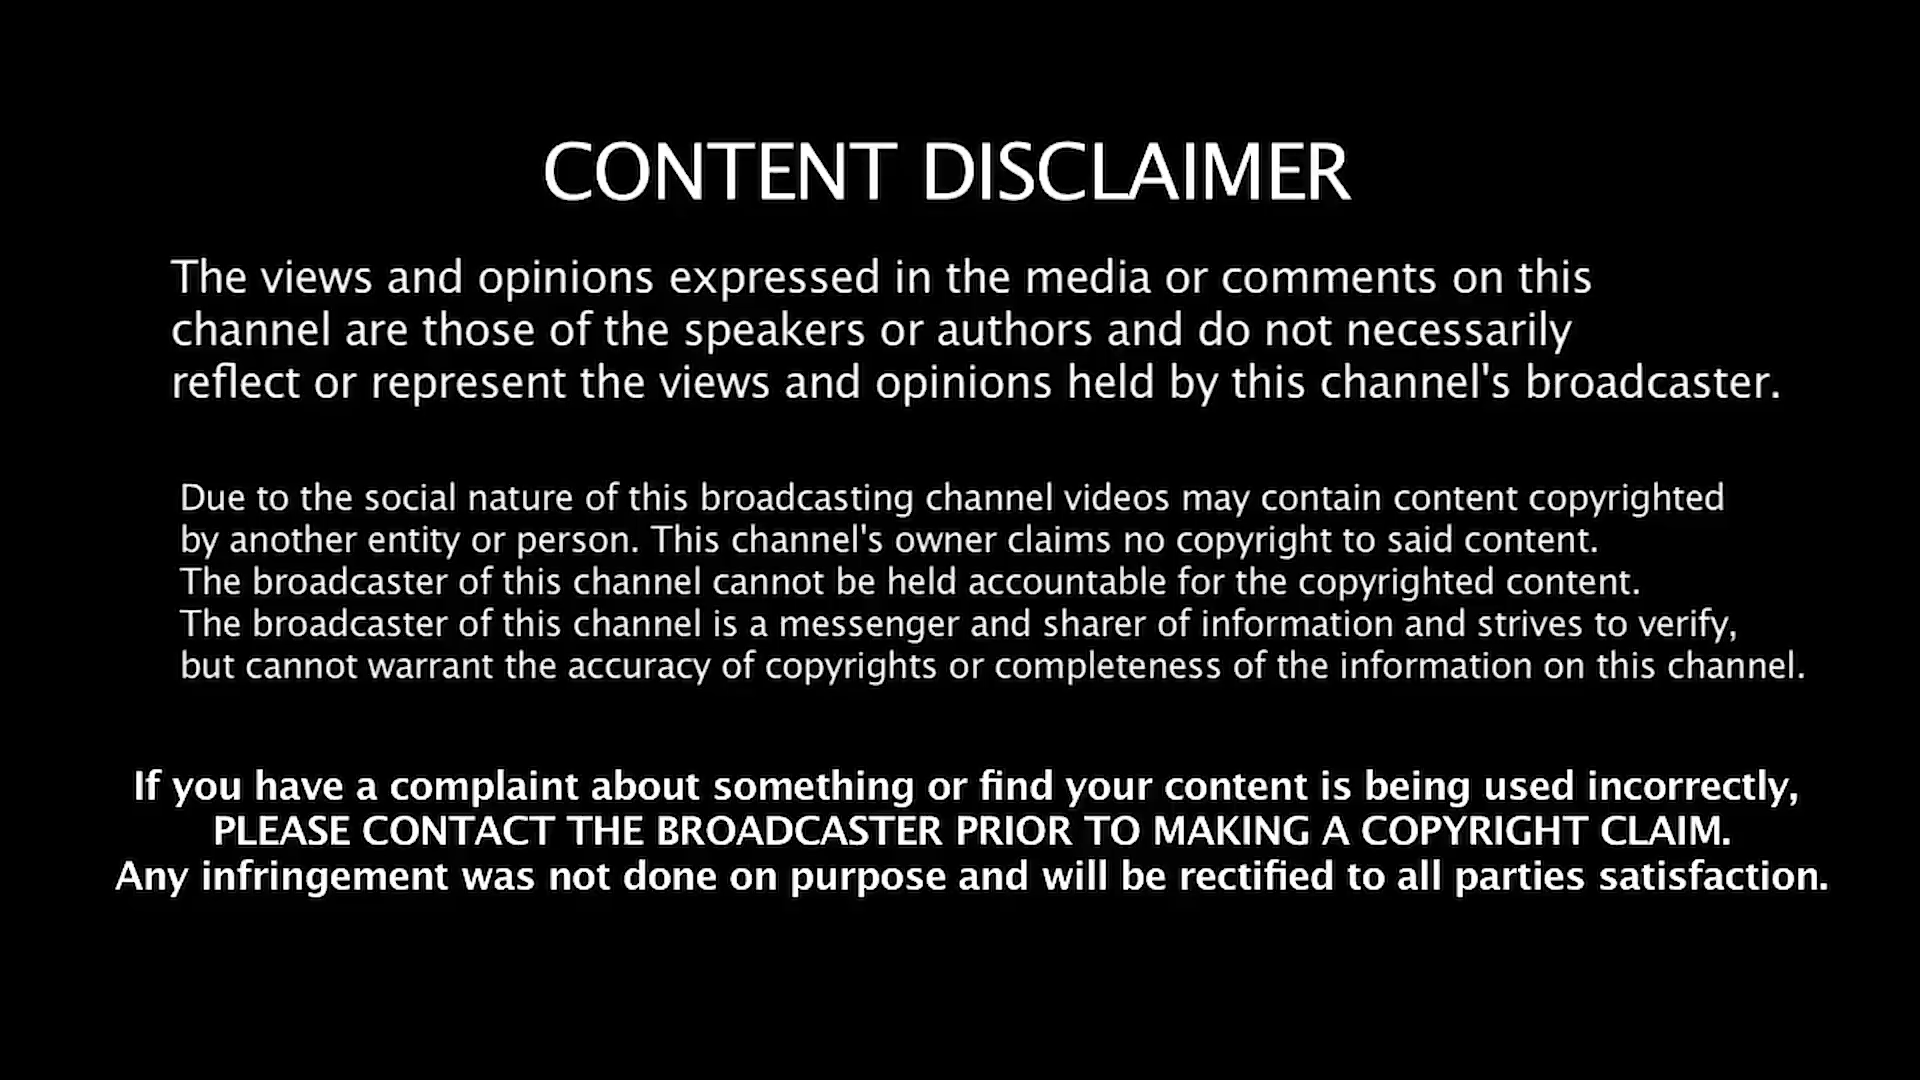 CONTENT DISCLAIMER
The views and opinions expressed in the media or comments on this
channel are those of the speakers or authors and do not necessarily
reflect or represent the views and opinions held by this channel's broadcaster.
Due to the social nature of this broadcasting channel videos may contain content copyrighted
by another entity or person. This channel's owner claims no copyright to said content.
The broadcaster of this channel cannot be held accountable for the copyrighted content.
The broadcaster of this channel is a messenger and sharer of information and strives to verify,
but cannot warrant the accuracy of copyrights or completeness of the information on this channel.
If you have a complaint about something or find your content is being used incorrectly,
PLEASE CONTACT THE BROADCASTER PRIOR TO MAKING A COPYRIGHT CLAIM.
Any infringement was not done on purpose and will be rectified to all parties satisfaction.